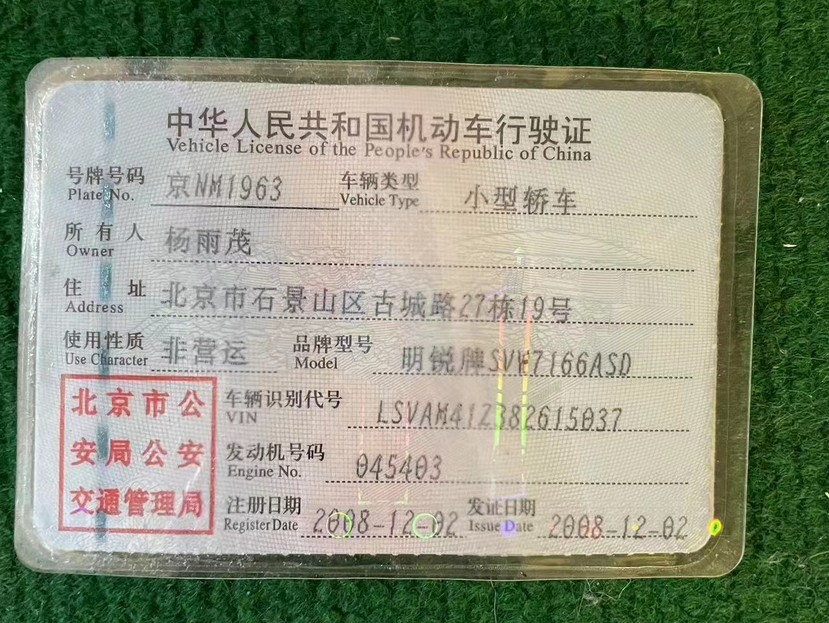 中华人民共和国机动车行驶证
Vehicle License of the People's Republic of China
号牌号码 京NM1963 车辆类型 小型轿车
Plate No. Vehicle Type
所有人 杨雨茂
Owner
住址 北京市石景山区古城路27栋19号
Address
使用性质 非营运 品牌型号 明锐牌SVW7166ASD
Use Character Model
北京市公
安局公安
交通管理局
车辆识别代号 LSVAM41Z382615037
VIN
发动机号码 045403
Engine No.
注册日期 2008-12-02 发证日期 2008-12-02
Register Date Issue Date